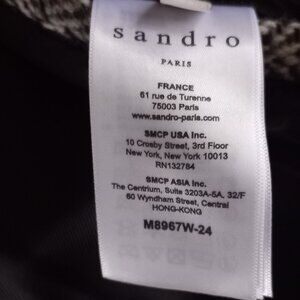 sandro
PARIS
FRANCE
61 rue de Turenne
75003 Paris
www.sandro-paris.com
SMCP USA Inc.
10 Crosby Street, 3rd Floor
New York, New York 10013
RN132784
SMCP ASIA Inc.
The Centrium, Suite 3203A-5A, 32/F
60 Wyndham Street, Central
HONG-KONG
M8967W-24